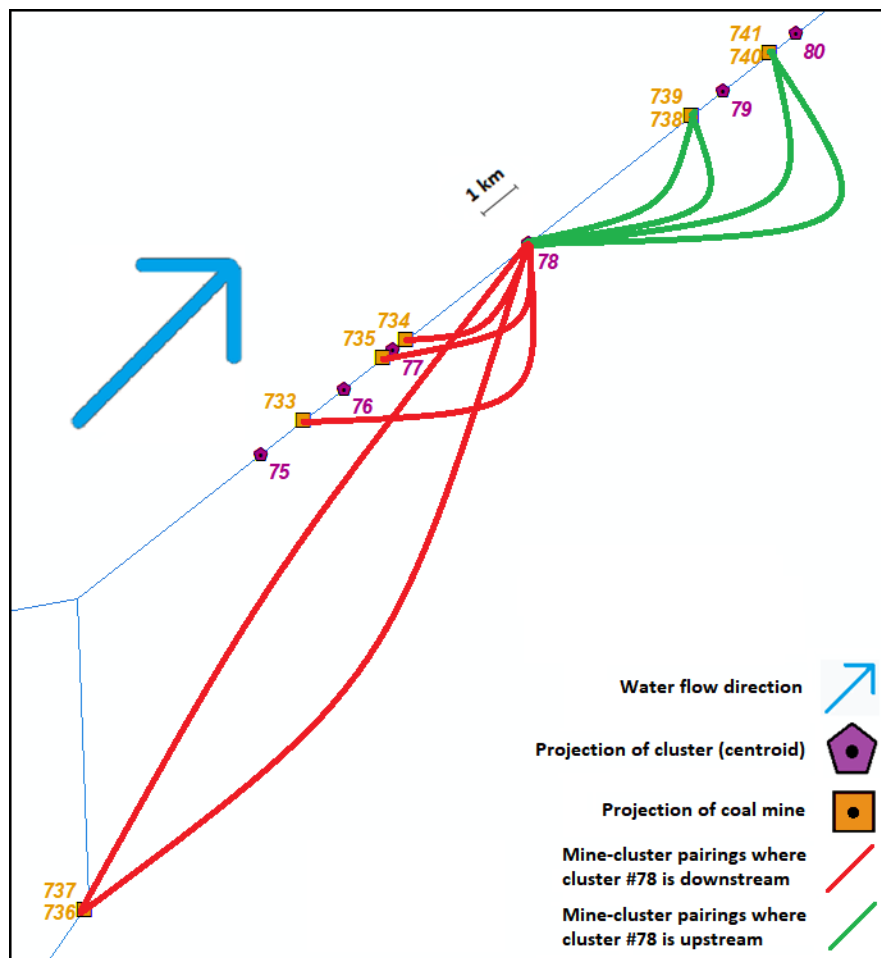 741
740
80
739
738
79
1 km
78
734
735
77
733
76
75
737
736
Water flow direction
Projection of cluster (centroid)
Projection of coal mine
Mine-cluster pairings where
cluster #78 is downstream
Mine-cluster pairings where
cluster #78 is upstream